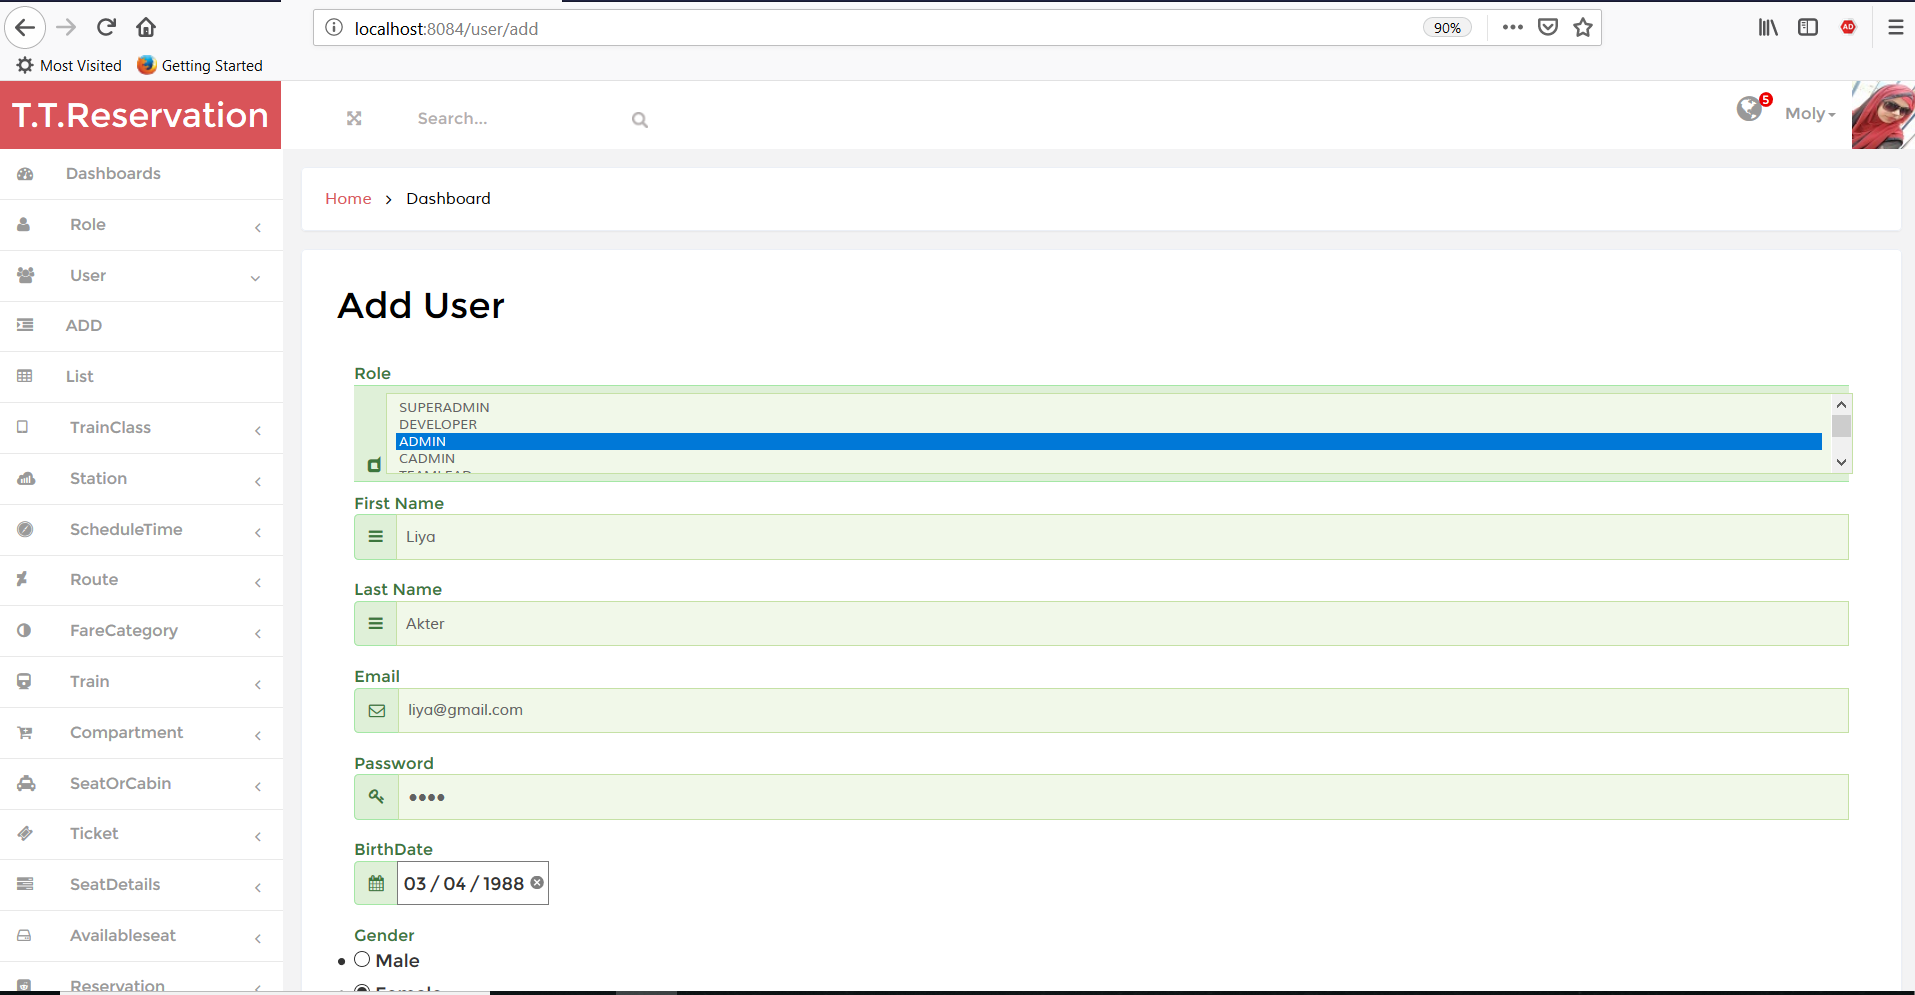 localhost:8084/user/add
90%
Most Visited
Getting Started
T.T.Reservation
Search...
5
Moly
Dashboards
Role
User
ADD
List
TrainClass
Station
ScheduleTime
Route
FareCategory
Train
Compartment
SeatOrCabin
Ticket
SeatDetails
Availableseat
Reservation
Home > Dashboard
Add User
Role
SUPERADMIN
DEVELOPER
ADMIN
CADMIN
TEAMLEAD
First Name
Liya
Last Name
Akter
Email
liya@gmail.com
Password
••••
BirthDate
03 / 04 / 1988
Gender
Male
Female